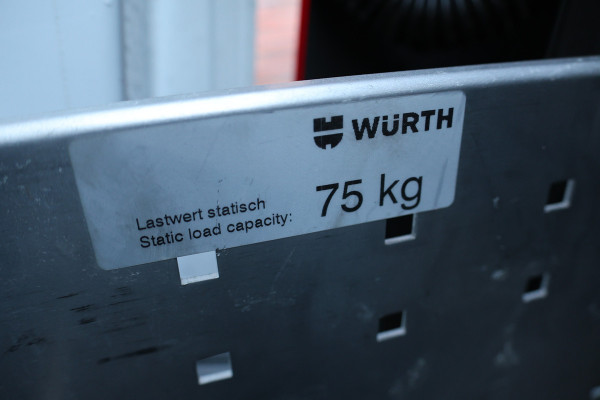 WÜRTH
Lastwert statisch
Static load capacity: 75 kg